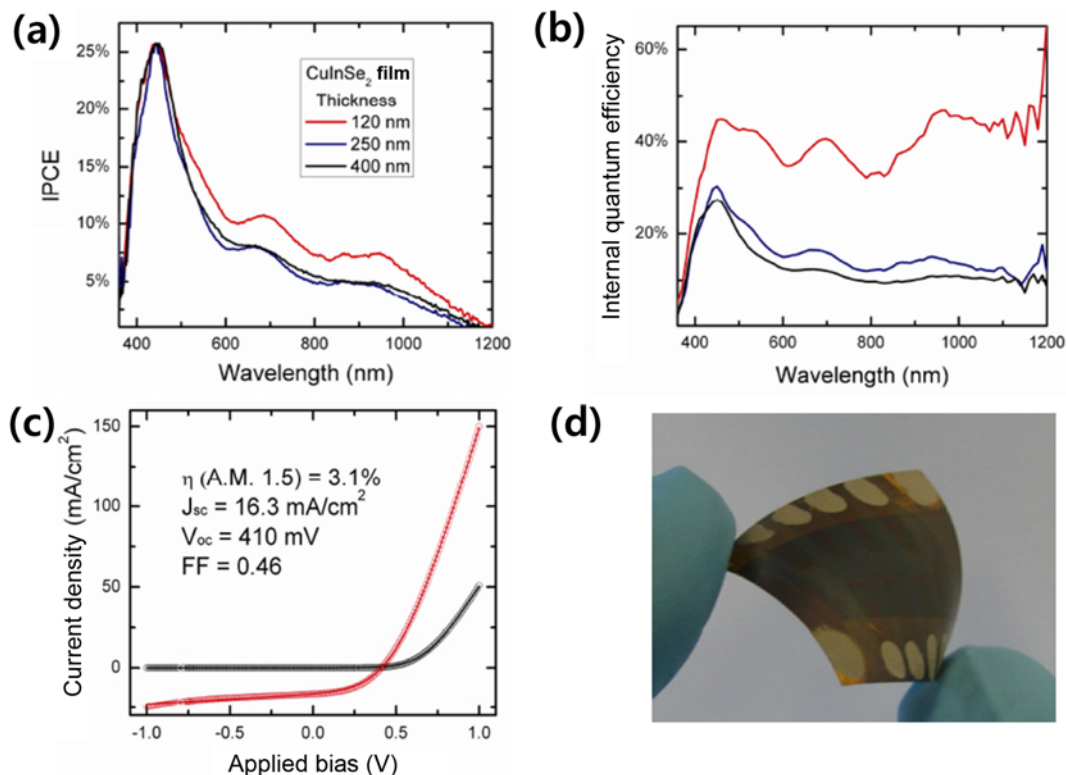 (a)
25%
20%
15%
10%
5%
IPCE
CuInSe2 film
Thickness
120 nm
250 nm
400 nm
400 600 800 1000 1200
Wavelength (nm)
(b)
60%
40%
20%
Internal quantum efficiency
400 600 800 1000 1200
Wavelength (nm)
(c)
150
100
50
0
Current density (mA/cm2)
η (A.M. 1.5) = 3.1%
Jsc = 16.3 mA/cm2
Voc = 410 mV
FF = 0.46
-1.0 -0.5 0.0 0.5 1.0
Applied bias (V)
(d)